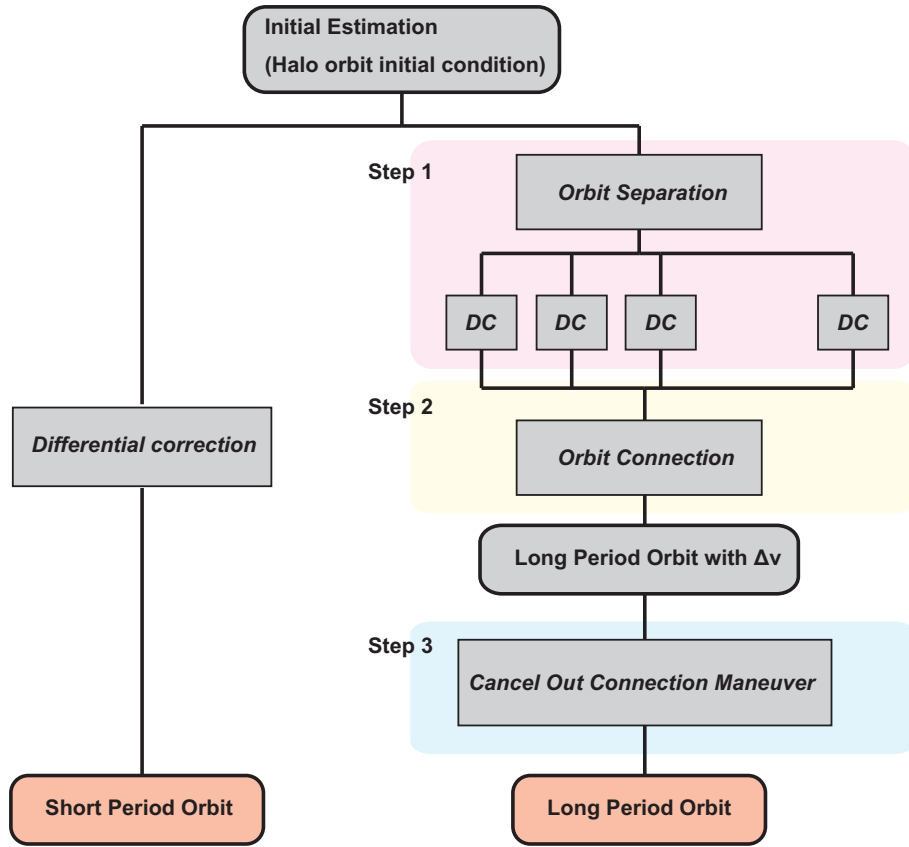 Initial Estimation
(Halo orbit initial condition)
Step 1
Orbit Separation
DC DC DC DC
Step 2
Differential correction
Orbit Connection
Long Period Orbit with Δv
Step 3
Cancel Out Connection Maneuver
Short Period Orbit
Long Period Orbit